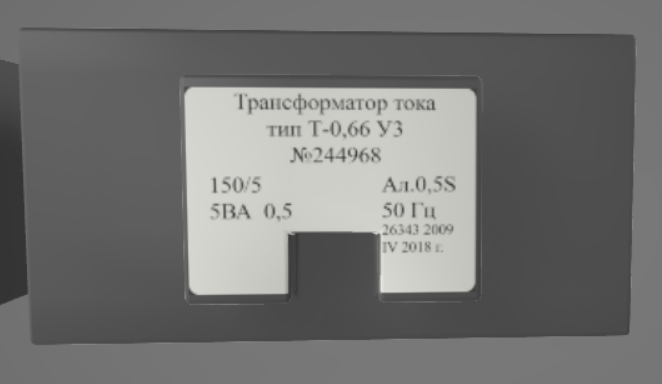 Трансформатор тока
тип Т-0,66 У3
№244968
150/5 Ал.0,5S
5ВА 0,5 50 Гц
26343 2009
IV 2018 г.